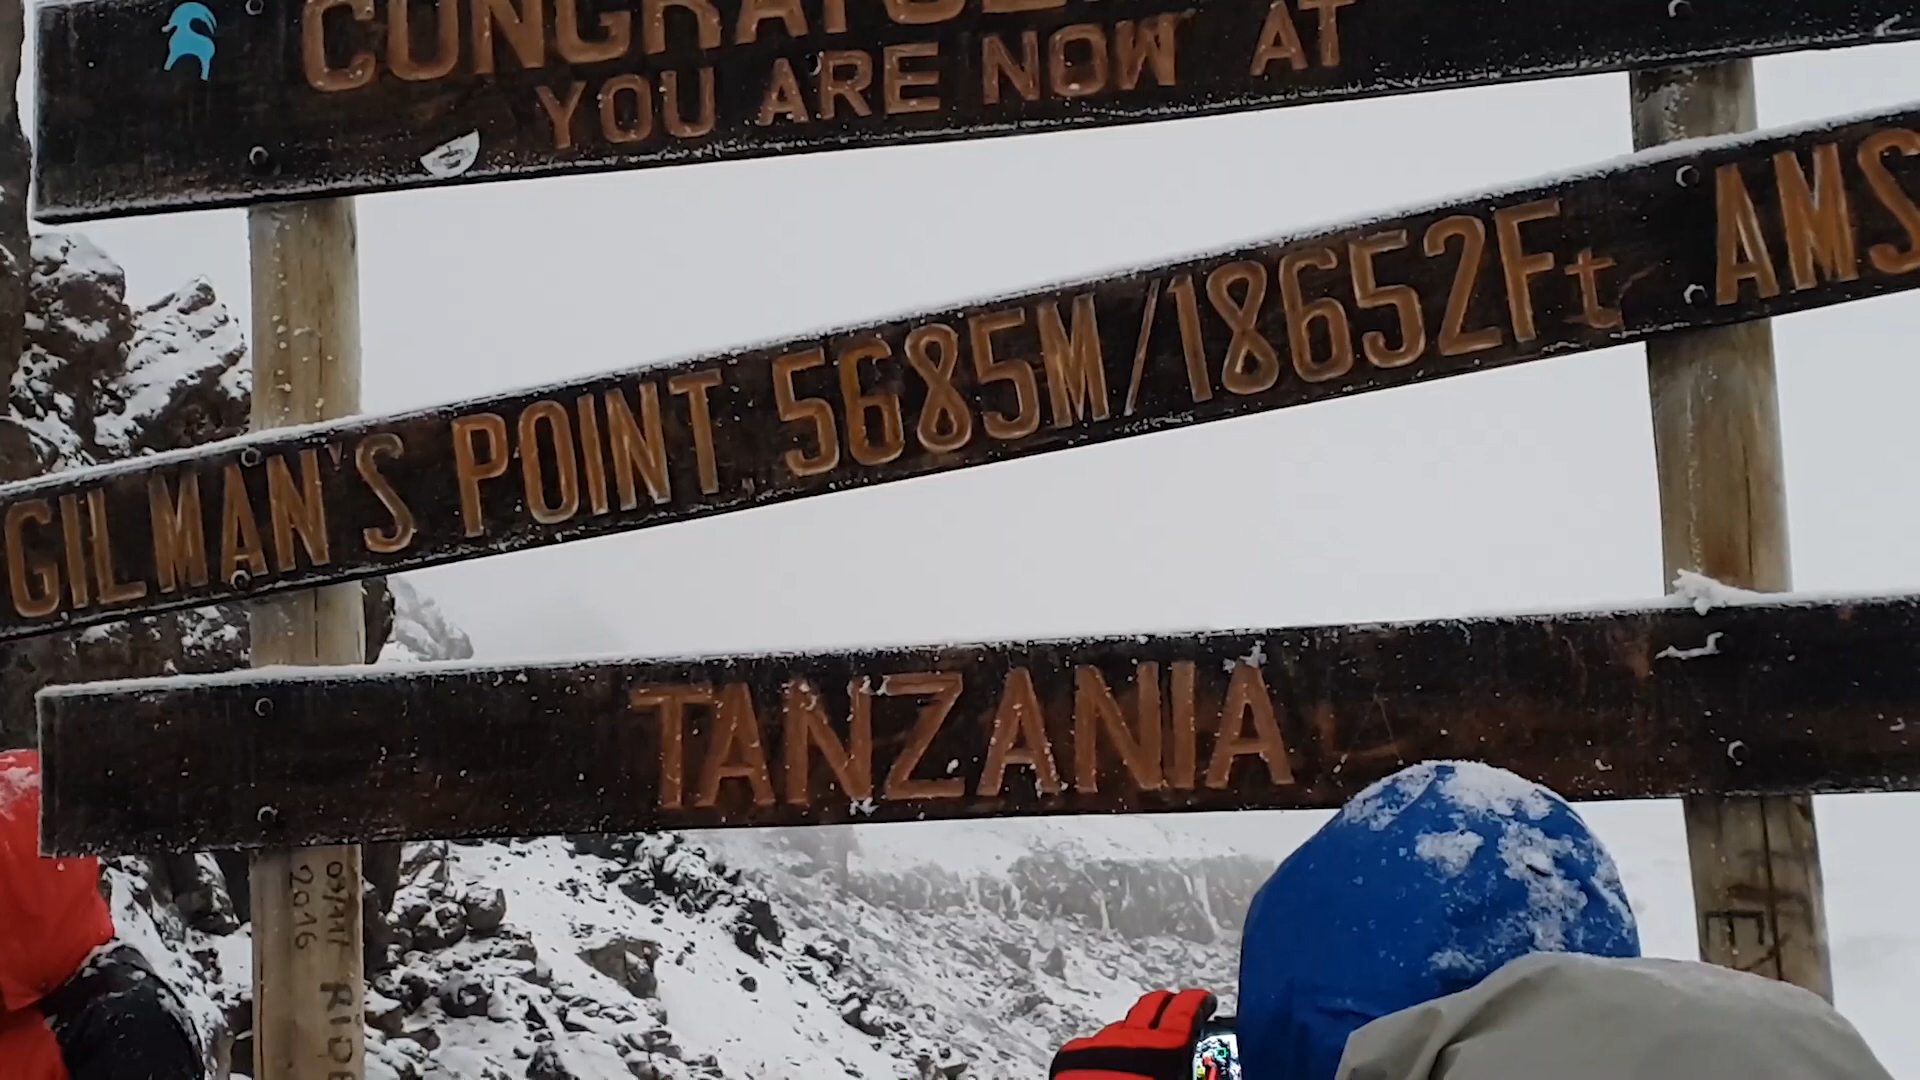 YOU ARE NOW AT
GILMAN'S POINT 5685M/18652Ft AMS
TANZANIA
2016